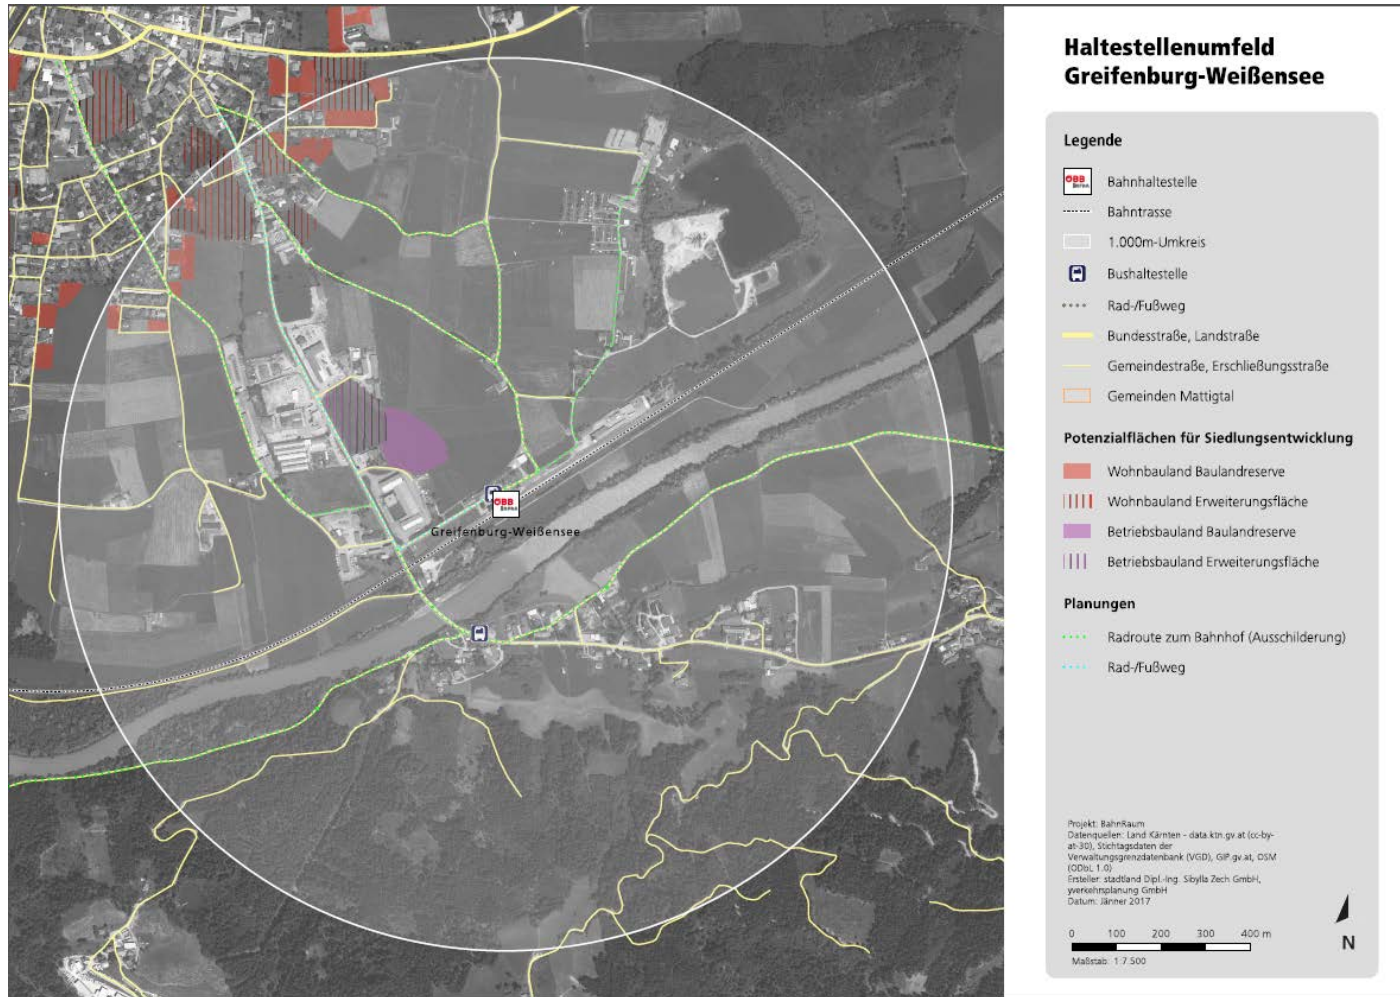 Haltestellenumfeld
Greifenburg-Weißensee
Legende
ÖBB
INFRA
Bahnhaltestelle
Bahntrasse
1.000m-Umkreis
Bushaltestelle
Rad-/Fußweg
Bundesstraße, Landstraße
Gemeindestraße, Erschließungsstraße
Gemeinden Mattigtal
Potenzialflächen für Siedlungsentwicklung
Wohnbauland Baulandreserve
Wohnbauland Erweiterungsfläche
Betriebsbauland Baulandreserve
Betriebsbauland Erweiterungsfläche
Planungen
Radroute zum Bahnhof (Ausschilderung)
Rad-/Fußweg
Projekt: BahnRaum
Datenquellen: Land Kärnten - data.ktn.gv.at (cc-by-
at-30), Stichtagsdaten der
Verwaltungsgrenzdatenbank (VGD), GIP.gv.at, OSM
(ODbL 1.0)
Ersteller: stadtland Dipl.-Ing. Sibylla Zech GmbH,
yverkehrsplanung GmbH
Datum: Jänner 2017
0 100 200 300 400 m
Maßstab: 1:7.500
N
ÖBB
INFRA
Greifenburg-Weißensee